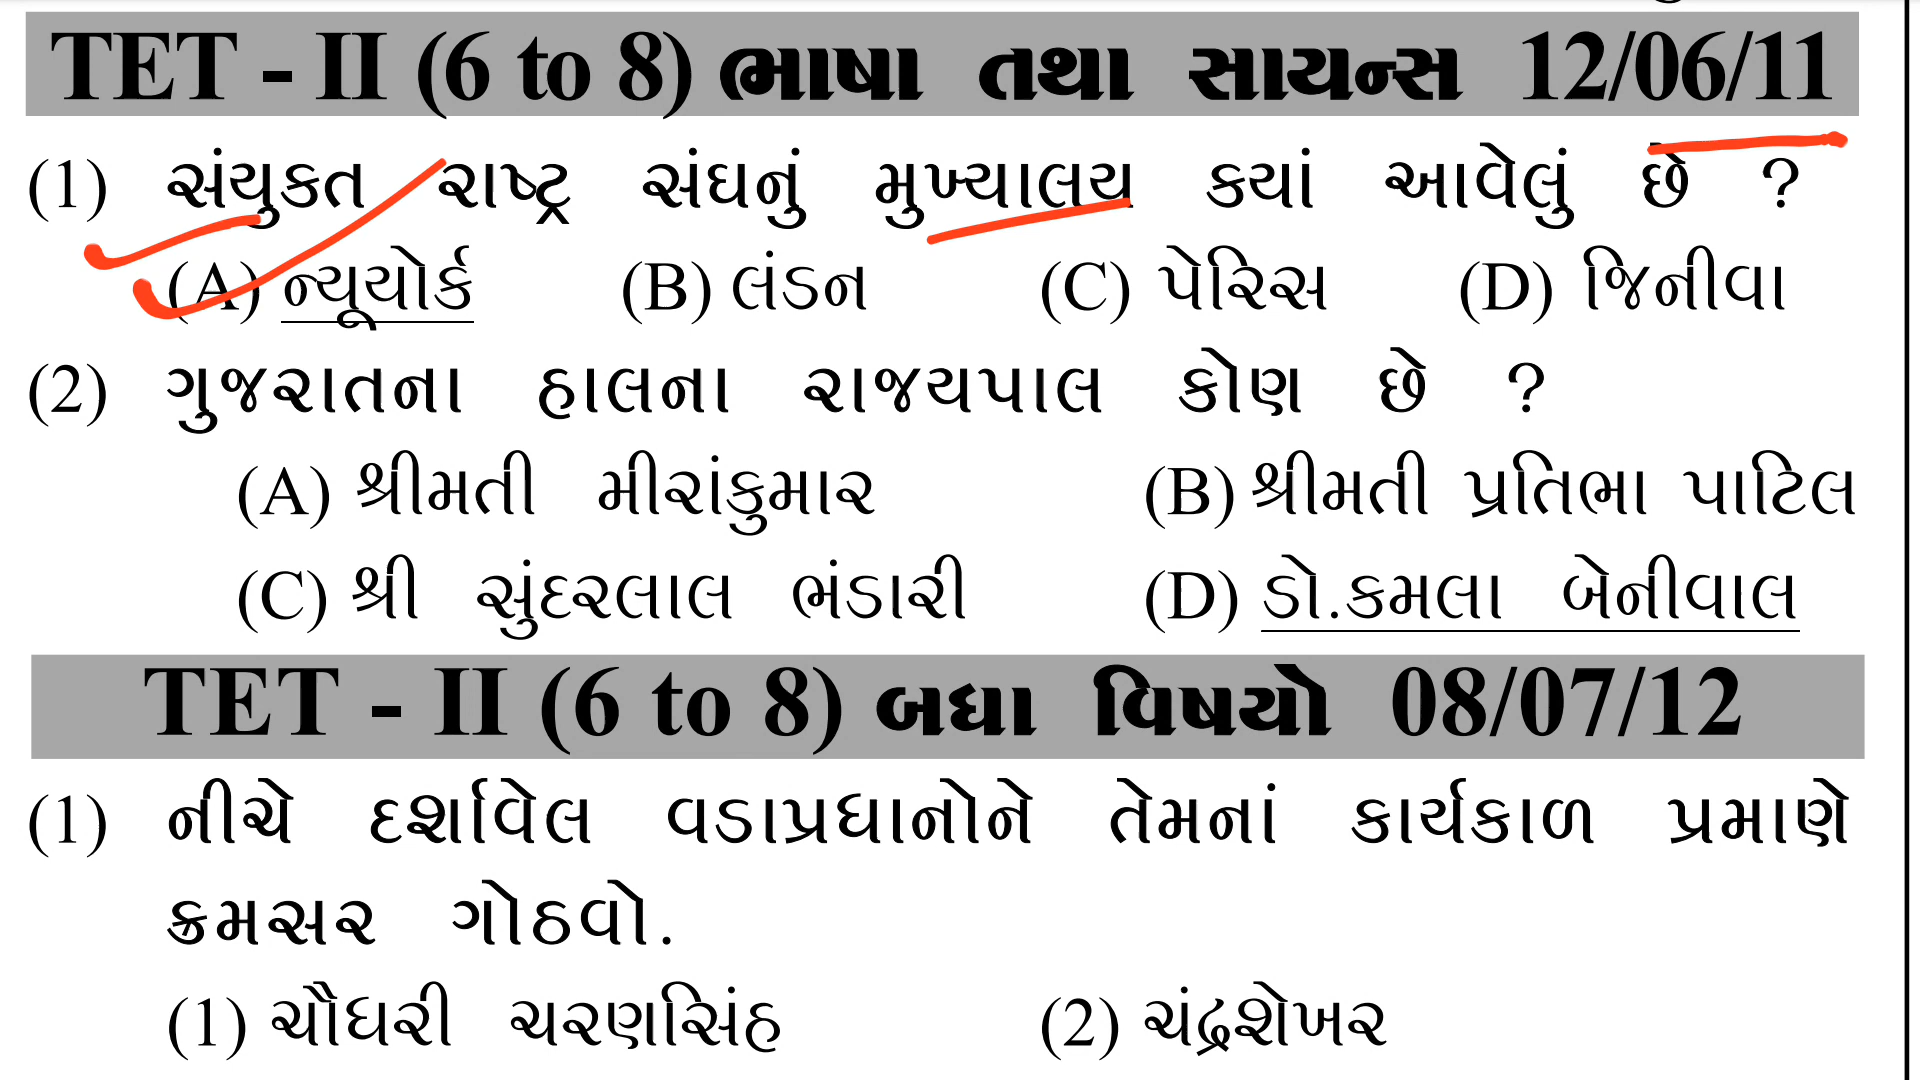 TET - II (6 to 8) ભાષા તથા સાયન્સ 12/06/11
(1) સંયુકત રાષ્ટ્ર સંઘનું મુખ્યાલય કયાં આવેલું છે ?
(A) ન્યૂયોર્ક (B) લંડન (C) પેરિસ (D) જિનીવા
(2) ગુજરાતના હાલના રાજયપાલ કોણ છે ?
(A) શ્રીમતી મીરાંકુમાર (B) શ્રીમતી પ્રતિભા પાટિલ
(C) શ્રી સુંદરલાલ ભંડારી (D) ડો.કમલા બેનીવાલ
TET - II (6 to 8) બધા વિષયો 08/07/12
(1) નીચે દર્શાવેલ વડાપ્રધાનોને તેમનાં કાર્યકાળ પ્રમાણે
ક્રમસર ગોઠવો.
(1) ચૌધરી ચરણસિંહ (2) ચંદ્રશેખર